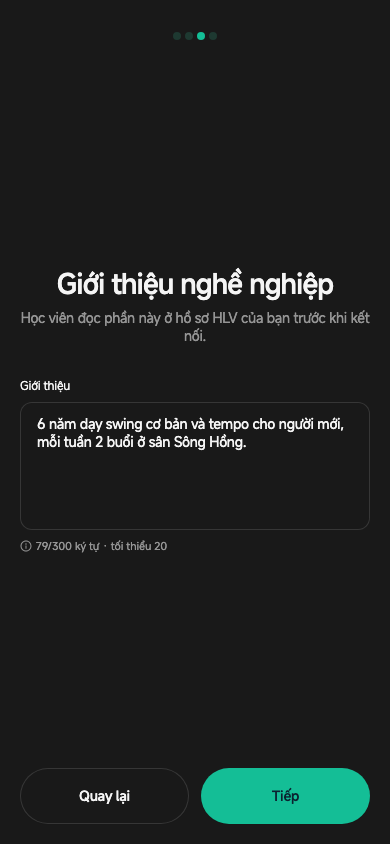 Giới thiệu nghề nghiệp
Học viên đọc phần này ở hồ sơ HLV của bạn trước khi kết
nối.
Giới thiệu
6 năm dạy swing cơ bản và tempo cho người mới,
mỗi tuần 2 buổi ở sân Sông Hồng.
79/300 ký tự · tối thiểu 20
Quay lại
Tiếp